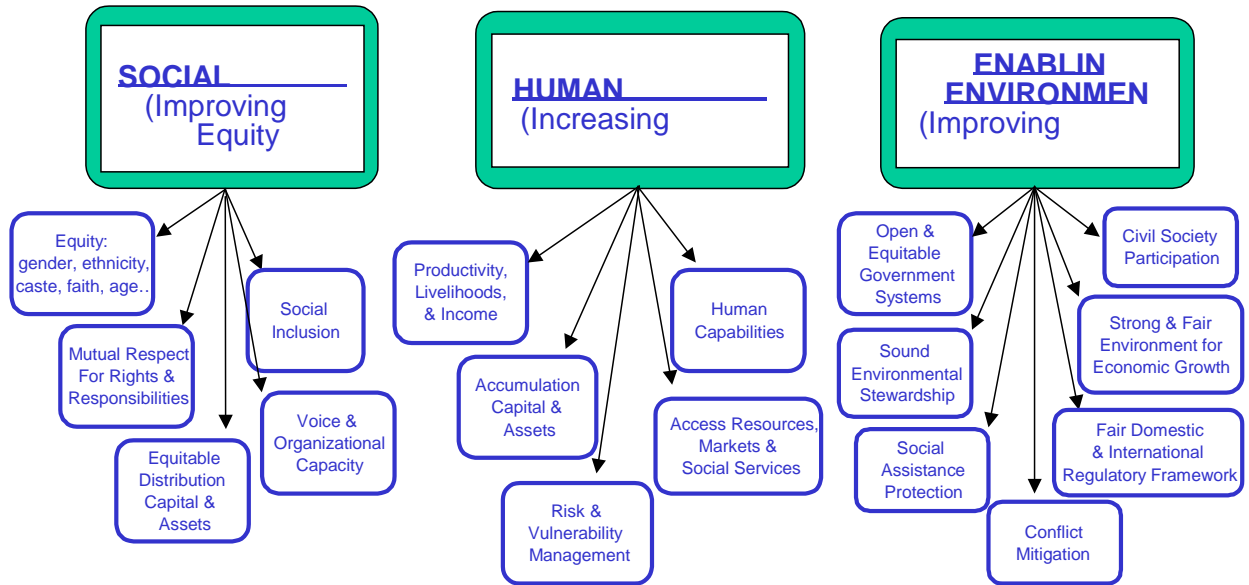 SOCIAL
(Improving
Equity
Equity:
gender, ethnicity,
caste, faith, age..
Social
Inclusion
Mutual Respect
For Rights &
Responsibilities
Voice &
Organizational
Capacity
Equitable
Distribution
Capital &
Assets
HUMAN
(Increasing
Productivity,
Livelihoods,
& Income
Human
Capabilities
Accumulation
Capital &
Assets
Access Resources,
Markets &
Social Services
Risk &
Vulnerability
Management
ENABLIN
ENVIRONMEN
(Improving
Open &
Equitable
Government
Systems
Civil Society
Participation
Sound
Environmental
Stewardship
Strong & Fair
Environment for
Economic Growth
Social
Assistance
Protection
Fair Domestic
& International
Regulatory Framework
Conflict
Mitigation